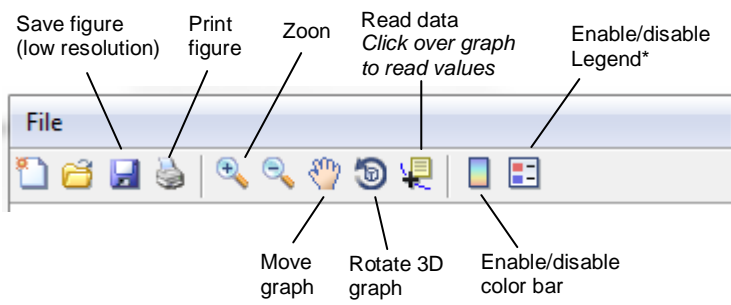 Save figure
(low resolution)
Print
figure
Zoon
Read data
Click over graph
to read values
Enable/disable
Legend*
File
Move
graph
Rotate 3D
graph
Enable/disable
color bar